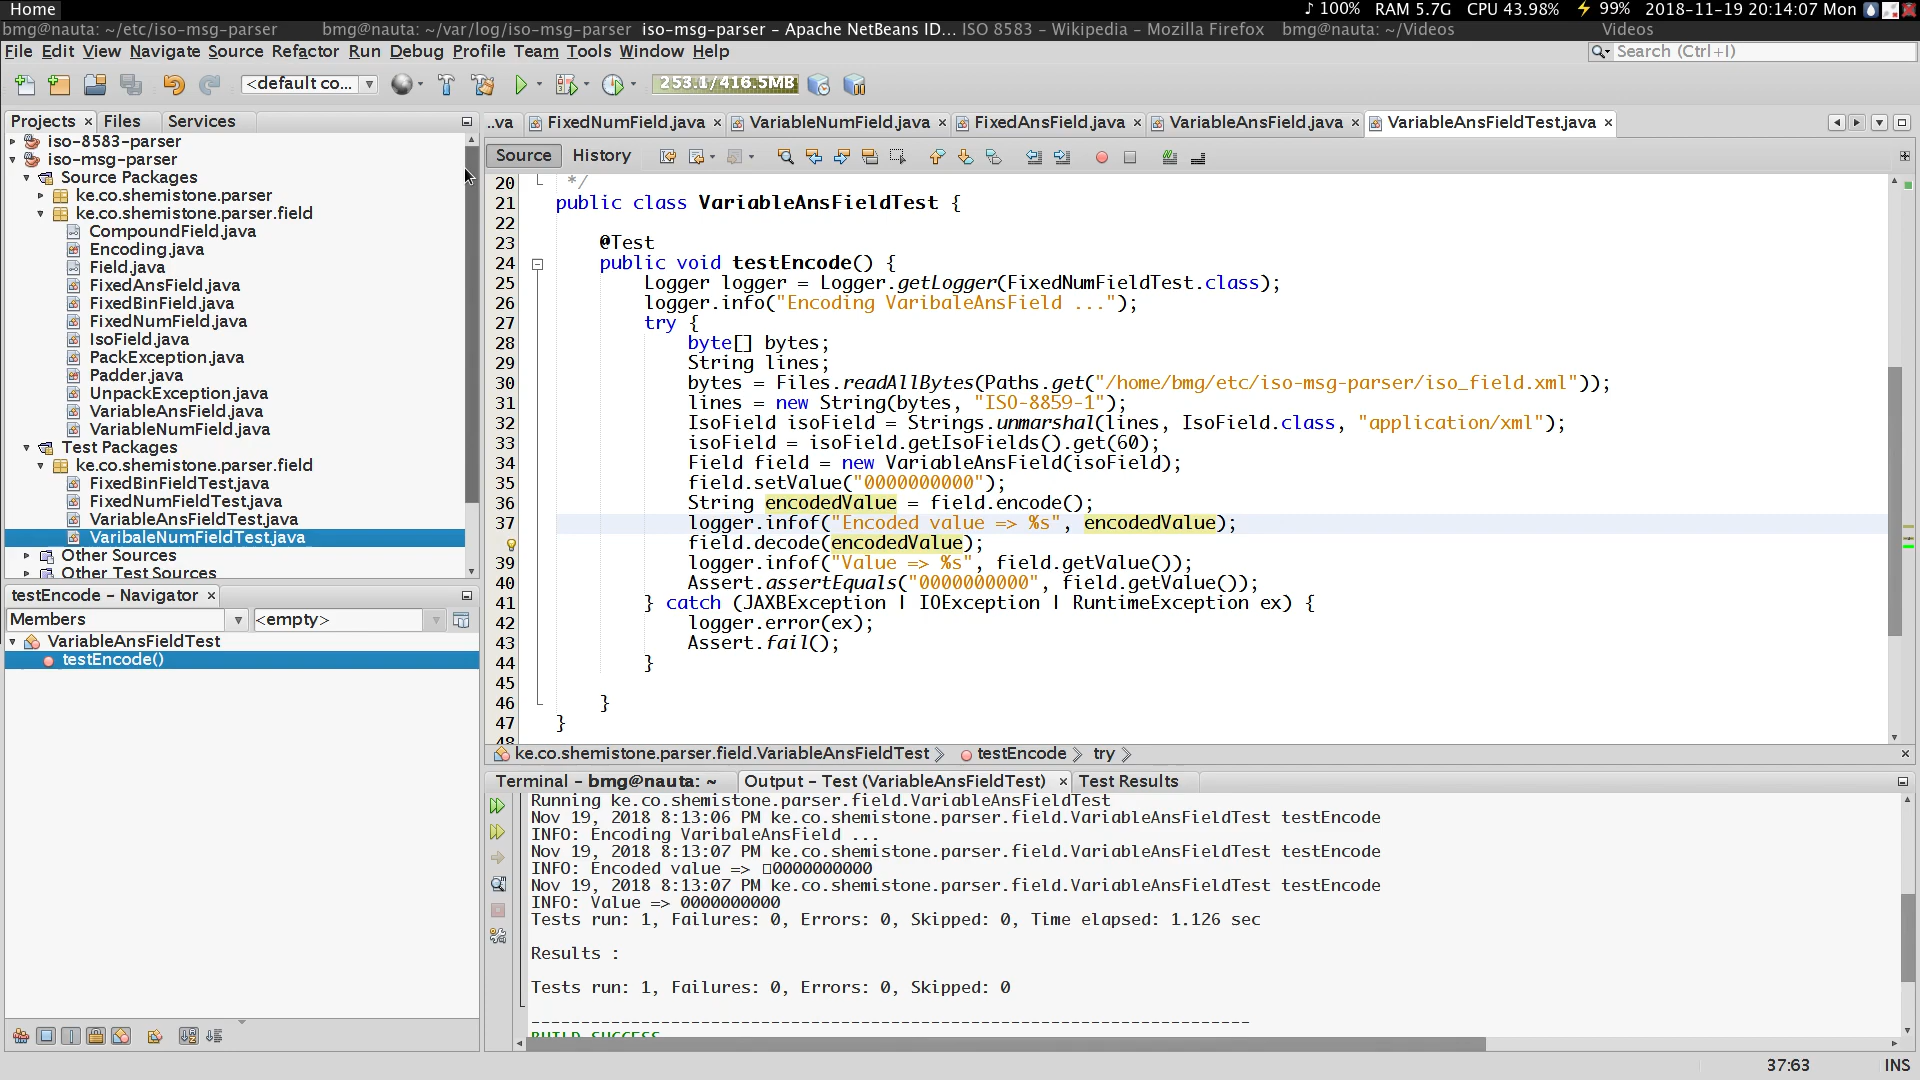 Home
♪ 100% RAM 5.7G CPU 43.98% ⚡ 99% 2018-11-19 20:14:07 Mon
bmg@nauta: ~/etc/iso-msg-parser bmg@nauta: ~/var/log/iso-msg-parser iso-msg-parser - Apache NetBeans ID... ISO 8583 - Wikipedia - Mozilla Firefox bmg@nauta: ~/Videos Videos
File Edit View Navigate Source Refactor Run Debug Profile Team Tools Window Help
Search (Ctrl+I)
<default co...
253.1/416.5MB
Projects × Files Services
..va FixedNumField.java × VariableNumField.java × FixedAnsField.java × VariableAnsField.java × VariableAnsFieldTest.java ×
Source History
iso-8583-parser
iso-msg-parser
Source Packages
ke.co.shemistone.parser
ke.co.shemistone.parser.field
CompoundField.java
Encoding.java
Field.java
FixedAnsField.java
FixedBinField.java
FixedNumField.java
IsoField.java
PackException.java
Padder.java
UnpackException.java
VariableAnsField.java
VariableNumField.java
Test Packages
ke.co.shemistone.parser.field
FixedBinFieldTest.java
FixedNumFieldTest.java
VariableAnsFieldTest.java
VaribaleNumFieldTest.java
Other Sources
Other Test Sources
testEncode - Navigator ×
Members <empty>
VariableAnsFieldTest
testEncode()
20 */
21 public class VariableAnsFieldTest {
22
23 @Test
24 public void testEncode() {
25 Logger logger = Logger.getLogger(FixedNumFieldTest.class);
26 logger.info("Encoding VaribaleAnsField ...");
27 try {
28 byte[] bytes;
29 String lines;
30 bytes = Files.readAllBytes(Paths.get("/home/bmg/etc/iso-msg-parser/iso_field.xml"));
31 lines = new String(bytes, "ISO-8859-1");
32 IsoField isoField = Strings.unmarshal(lines, IsoField.class, "application/xml");
33 isoField = isoField.getIsoFields().get(60);
34 Field field = new VariableAnsField(isoField);
35 field.setValue("0000000000");
36 String encodedValue = field.encode();
37 logger.infof("Encoded value => %s", encodedValue);
field.decode(encodedValue);
39 logger.infof("Value => %s", field.getValue());
40 Assert.assertEquals("0000000000", field.getValue());
41 } catch (JAXBException | IOException | RuntimeException ex) {
42 logger.error(ex);
43 Assert.fail();
44 }
45
46 }
47 }
48
ke.co.shemistone.parser.field.VariableAnsFieldTest testEncode try
Terminal - bmg@nauta: ~ Output - Test (VariableAnsFieldTest) × Test Results
Running ke.co.shemistone.parser.field.VariableAnsFieldTest
Nov 19, 2018 8:13:06 PM ke.co.shemistone.parser.field.VariableAnsFieldTest testEncode
INFO: Encoding VaribaleAnsField ...
Nov 19, 2018 8:13:07 PM ke.co.shemistone.parser.field.VariableAnsFieldTest testEncode
INFO: Encoded value => □0000000000
Nov 19, 2018 8:13:07 PM ke.co.shemistone.parser.field.VariableAnsFieldTest testEncode
INFO: Value => 0000000000
Tests run: 1, Failures: 0, Errors: 0, Skipped: 0, Time elapsed: 1.126 sec
Results :
Tests run: 1, Failures: 0, Errors: 0, Skipped: 0
------------------------------------------------------------------------
BUILD SUCCESS
37:63 INS